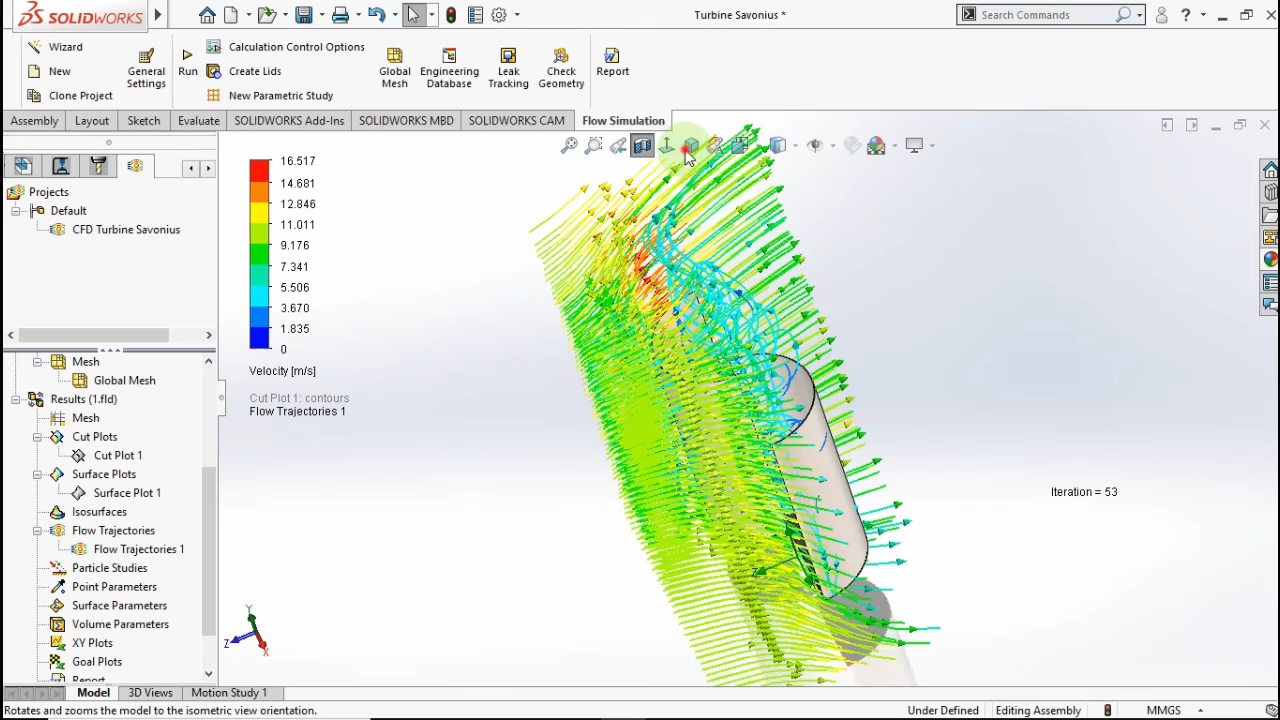 SOLIDWORKS
Turbine Savonius *
Search Commands
?
Wizard
New
Clone Project
General
Settings
Run
Calculation Control Options
Create Lids
New Parametric Study
Global
Mesh
Engineering
Database
Leak
Tracking
Check
Geometry
Report
Assembly
Layout
Sketch
Evaluate
SOLIDWORKS Add-Ins
SOLIDWORKS MBD
SOLIDWORKS CAM
Flow Simulation
Projects
Default
CFD Turbine Savonius
Mesh
Global Mesh
Results (1.fld)
Mesh
Cut Plots
Cut Plot 1
Surface Plots
Surface Plot 1
Isosurfaces
Flow Trajectories
Flow Trajectories 1
Particle Studies
Point Parameters
Surface Parameters
Volume Parameters
XY Plots
Goal Plots
Report
16.517
14.681
12.846
11.011
9.176
7.341
5.506
3.670
1.835
0
Velocity [m/s]
Cut Plot 1: contours
Flow Trajectories 1
Iteration = 53
Y
Z
X
Z
Model
3D Views
Motion Study 1
Rotates and zooms the model to the isometric view orientation.
Under Defined
Editing Assembly
MMGS